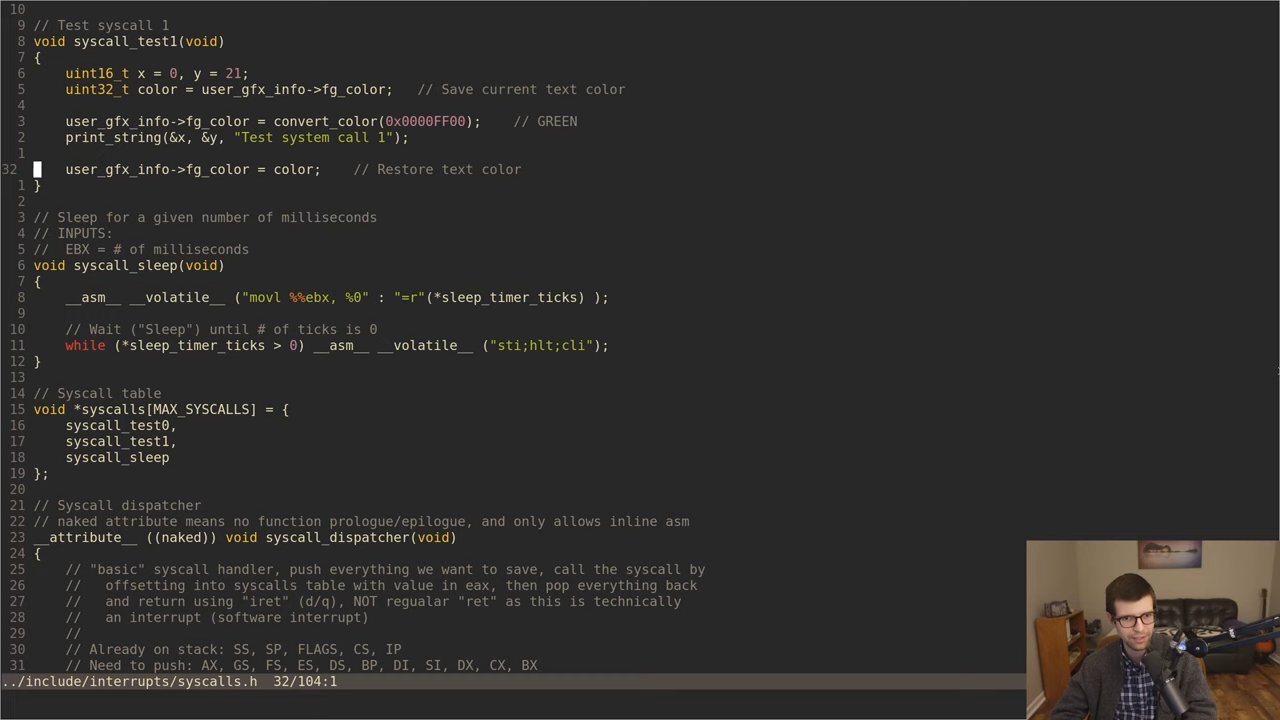 10
9 // Test syscall 1
8 void syscall_test1(void)
7 {
6     uint16_t x = 0, y = 21;
5     uint32_t color = user_gfx_info->fg_color;   // Save current text color
4
3     user_gfx_info->fg_color = convert_color(0x0000FF00);    // GREEN
2     print_string(&x, &y, "Test system call 1");
1
32     user_gfx_info->fg_color = color;    // Restore text color
1 }
2
3 // Sleep for a given number of milliseconds
4 // INPUTS:
5 //  EBX = # of milliseconds
6 void syscall_sleep(void)
7 {
8     __asm__ __volatile__ ("movl %%ebx, %0" : "=r"(*sleep_timer_ticks) );
9
10     // Wait ("Sleep") until # of ticks is 0
11     while (*sleep_timer_ticks > 0) __asm__ __volatile__ ("sti;hlt;cli");
12 }
13
14 // Syscall table
15 void *syscalls[MAX_SYSCALLS] = {
16     syscall_test0,
17     syscall_test1,
18     syscall_sleep
19 };
20
21 // Syscall dispatcher
22 // naked attribute means no function prologue/epilogue, and only allows inline asm
23 __attribute__ ((naked)) void syscall_dispatcher(void)
24 {
25     // "basic" syscall handler, push everything we want to save, call the syscall by
26     //   offsetting into syscalls table with value in eax, then pop everything back
27     //   and return using "iret" (d/q), NOT regualar "ret" as this is technically
28     //   an interrupt (software interrupt)
29     //
30     // Already on stack: SS, SP, FLAGS, CS, IP
31     // Need to push: AX, GS, FS, ES, DS, BP, DI, SI, DX, CX, BX
../include/interrupts/syscalls.h  32/104:1